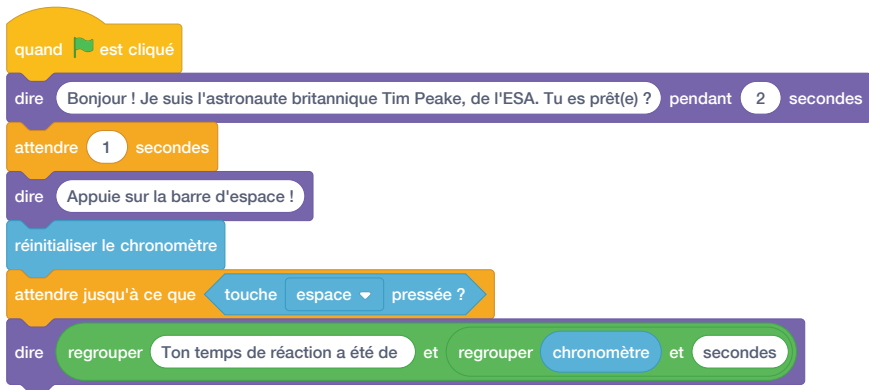 quand est cliqué
dire Bonjour ! Je suis l'astronaute britannique Tim Peake, de l'ESA. Tu es prêt(e) ? pendant 2 secondes
attendre 1 secondes
dire Appuie sur la barre d'espace !
réinitialiser le chronomètre
attendre jusqu'à ce que touche espace pressée ?
dire regrouper Ton temps de réaction a été de et regrouper chronomètre et secondes